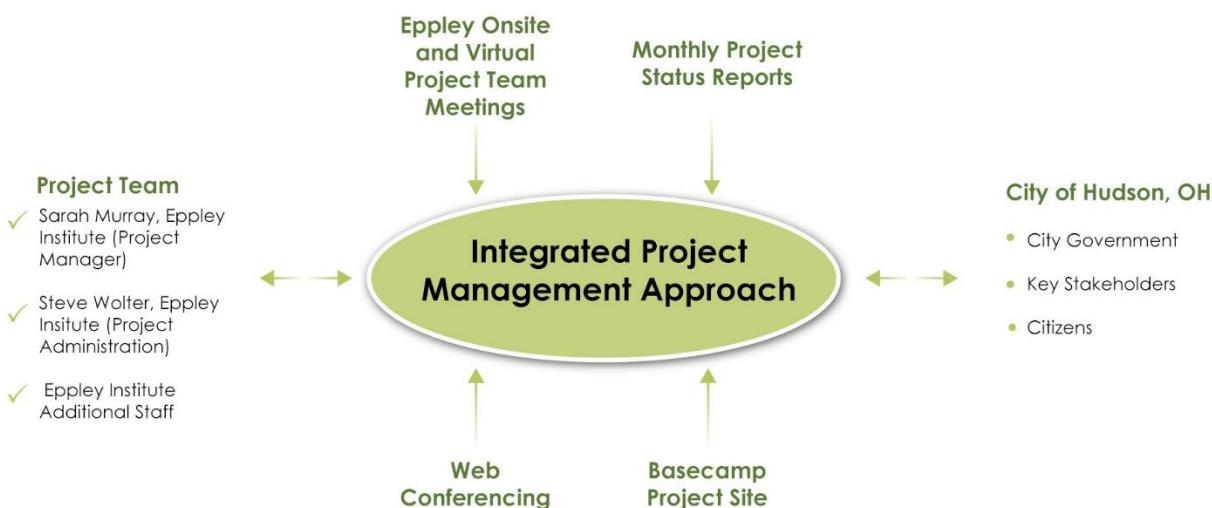 Eppley Onsite
and Virtual
Project Team
Meetings
Monthly Project
Status Reports
Project Team
Sarah Murray, Eppley
Institute (Project
Manager)
Steve Wolter, Eppley
Insitute (Project
Administration)
Eppley Institute
Additional Staff
Integrated Project
Management Approach
City of Hudson, OH
City Government
Key Stakeholders
Citizens
Web
Conferencing
Basecamp
Project Site